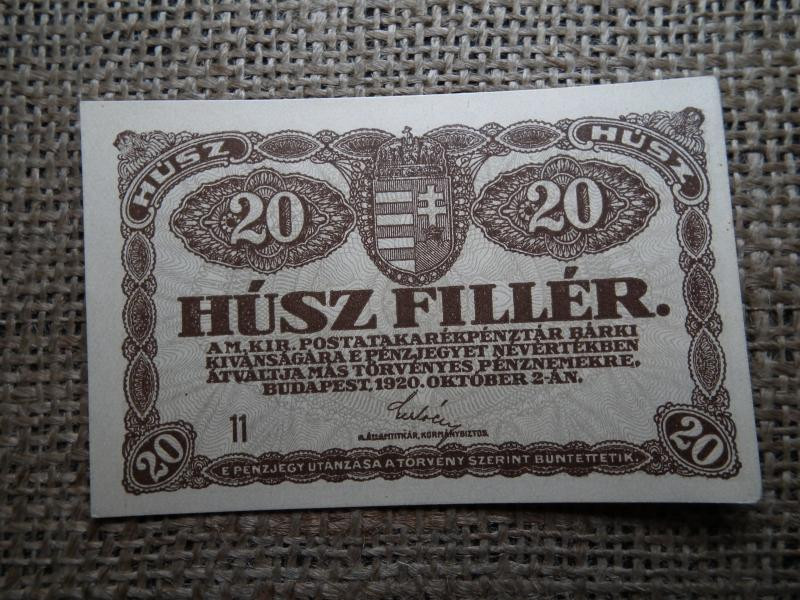 HÚSZ HÚSZ
20 20
HÚSZ FILLÉR.
A M. KIR. POSTATAKARÉKPÉNZTÁR BÁRKI
KIVÁNSÁGÁRA E PÉNZJEGYET NÉVÉRTÉKBEN
ÁTVÁLTJA MÁS TÖRVÉNYES PÉNZNEMEKRE.
BUDAPEST, 1920. OKTÓBER 2-ÁN.
11
H. ÁLLAMTITKÁR, KORMÁNYBIZTOS.
20 20
E PÉNZJEGY UTÁNZÁSA A TÖRVÉNY SZERINT BÜNTETTETIK.